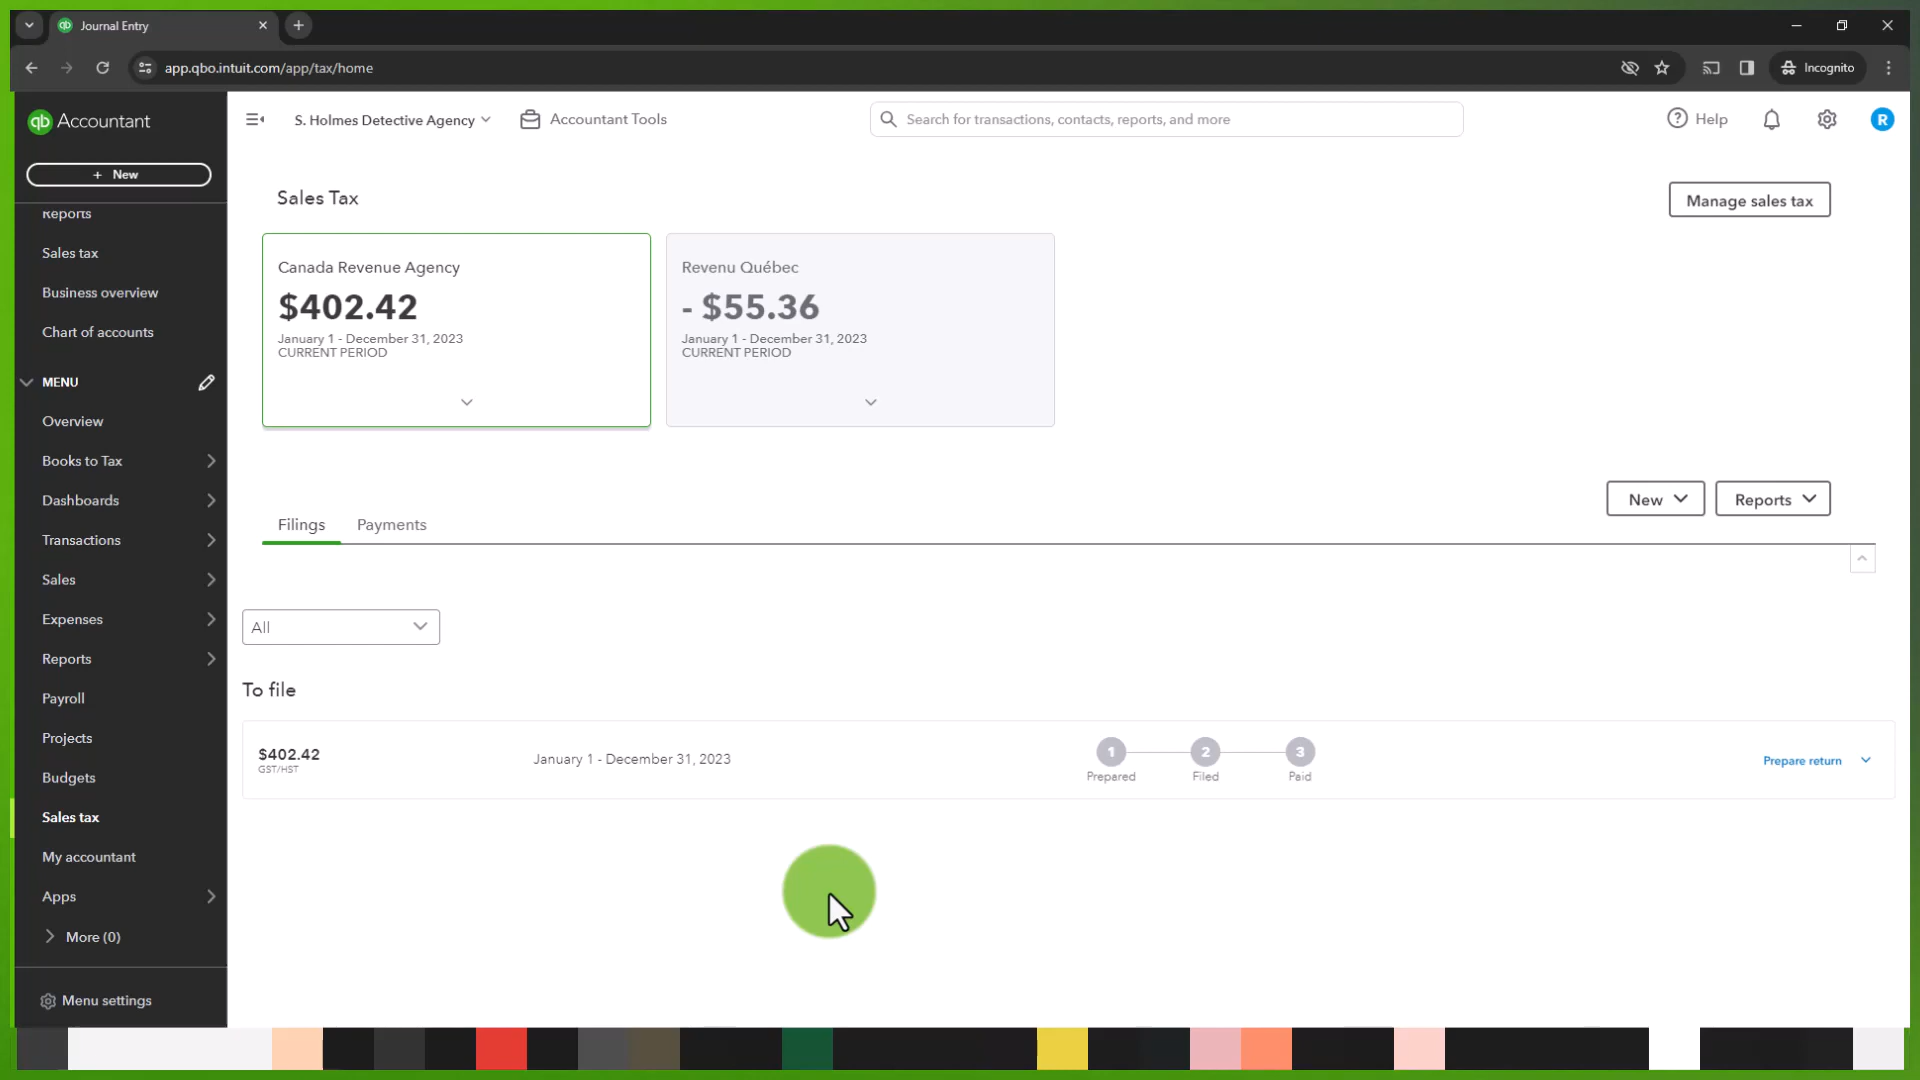 Journal Entry
app.qbo.intuit.com/app/tax/home
Incognito
qb Accountant
S. Holmes Detective Agency
Accountant Tools
Search for transactions, contacts, reports, and more
Help
R
+ New
Reports
Sales tax
Business overview
Chart of accounts
MENU
Overview
Books to Tax
Dashboards
Transactions
Sales
Expenses
Reports
Payroll
Projects
Budgets
Sales tax
My accountant
Apps
More (0)
Menu settings
Sales Tax
Manage sales tax
Canada Revenue Agency
$402.42
January 1 - December 31, 2023
CURRENT PERIOD
Revenu Québec
- $55.36
January 1 - December 31, 2023
CURRENT PERIOD
New
Reports
Filings
Payments
All
To file
$402.42
GST/HST
January 1 - December 31, 2023
1
Prepared
2
Filed
3
Paid
Prepare return